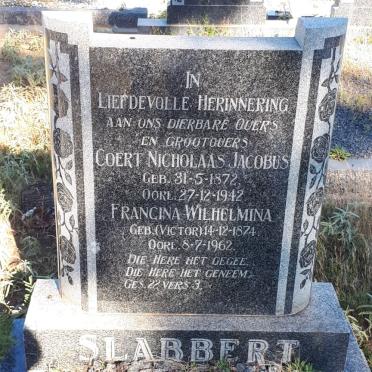 IN
LIEFDEVOLLE HERINNERING
AAN ONS DIERBARE OUERS
EN GROOTOUERS
COERT NICHOLAAS JACOBUS
GEB. 31-5-1872
OORL. 27-12-1942
FRANCINA WILHELMINA
GEB. (VICTOR) 14-12-1874
OORL. 8-7-1962
DIE HERE HET GEGEE,
DIE HERE HET GENEEM,
GES. 27 VERS 3.
SLABBERT